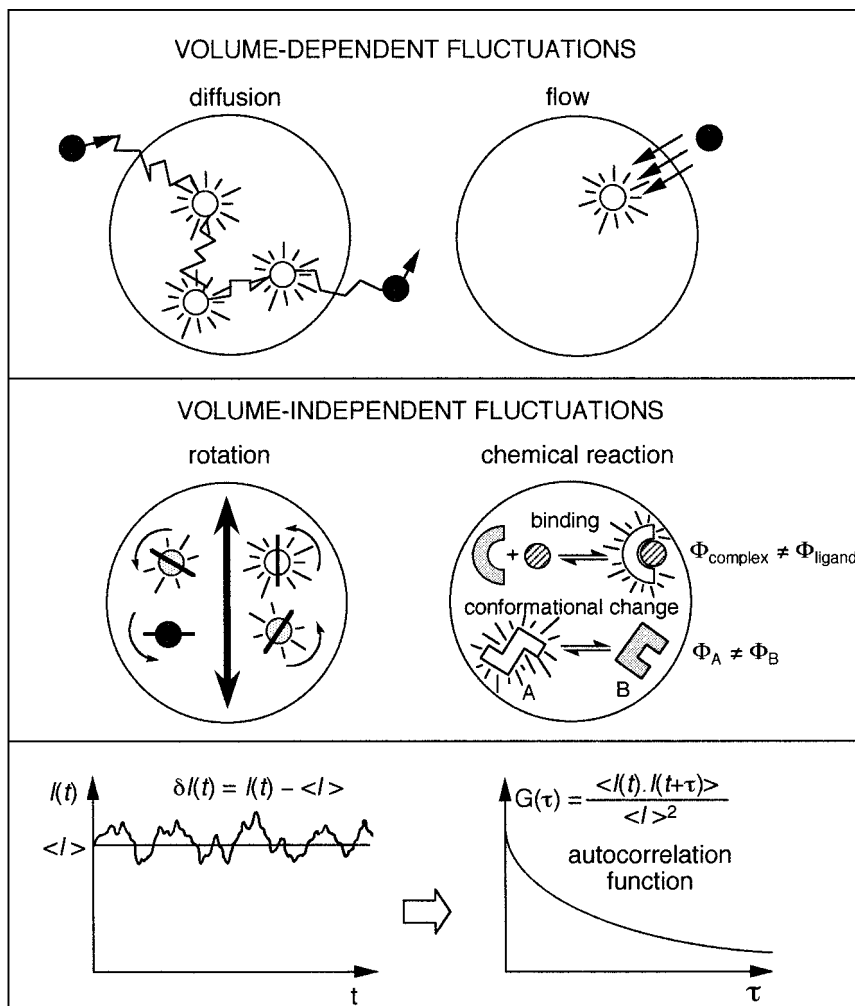 VOLUME-DEPENDENT FLUCTUATIONS
diffusion
flow
VOLUME-INDEPENDENT FLUCTUATIONS
rotation
chemical reaction
binding
+
Φcomplex ≠ Φligand
conformational change
A
B
ΦA ≠ ΦB
I(t)
δI(t) = I(t) – <I>
<I>
t
G(τ) = <I(t).I(t+τ)> / <I>²
autocorrelation
function
τ